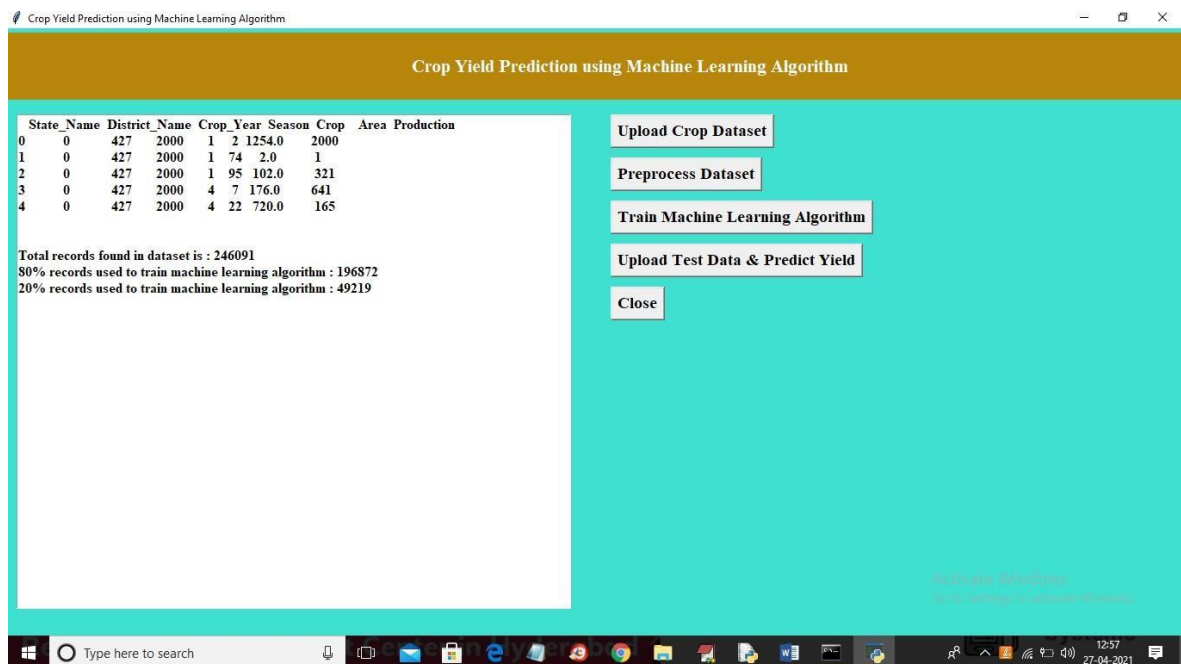 Crop Yield Prediction using Machine Learning Algorithm
Crop Yield Prediction using Machine Learning Algorithm
State_Name District_Name Crop_Year Season Crop Area Production
0 0 427 2000 1 2 1254.0 2000
1 0 427 2000 1 74 2.0 1
2 0 427 2000 1 95 102.0 321
3 0 427 2000 4 7 176.0 641
4 0 427 2000 4 22 720.0 165
Total records found in dataset is : 246091
80% records used to train machine learning algorithm : 196872
20% records used to train machine learning algorithm : 49219
Upload Crop Dataset
Preprocess Dataset
Train Machine Learning Algorithm
Upload Test Data & Predict Yield
Close
Activate Windows
Type here to search
12:57
27-04-2021